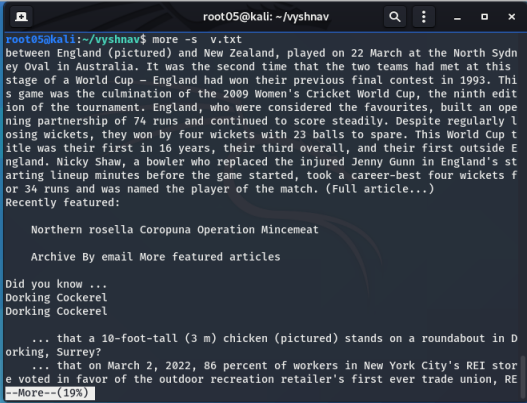 root05@kali: ~/vyshnav
root05@kali:~/vyshnav$ more -s  v.txt
between England (pictured) and New Zealand, played on 22 March at the North Sydn
ey Oval in Australia. It was the second time that the two teams had met at this
stage of a World Cup – England had won their previous final contest in 1993. Thi
s game was the culmination of the 2009 Women's Cricket World Cup, the ninth edit
ion of the tournament. England, who were considered the favourites, built an ope
ning partnership of 74 runs and continued to score steadily. Despite regularly l
osing wickets, they won by four wickets with 23 balls to spare. This World Cup t
itle was their first in 16 years, their third overall, and their first outside E
ngland. Nicky Shaw, a bowler who replaced the injured Jenny Gunn in England's st
arting lineup minutes before the game started, took a career-best four wickets f
or 34 runs and was named the player of the match. (Full article...)
Recently featured:
    Northern rosella Coropuna Operation Mincemeat
    Archive By email More featured articles
Did you know ...
Dorking Cockerel
Dorking Cockerel
    ... that a 10-foot-tall (3 m) chicken (pictured) stands on a roundabout in D
orking, Surrey?
    ... that on March 2, 2022, 86 percent of workers in New York City's REI stor
e voted in favor of the outdoor recreation retailer's first ever trade union, RE
--More--(19%)